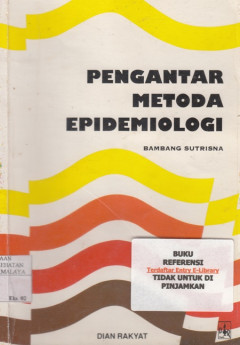 PENGANTAR
METODA
EPIDEMIOLOGI
BAMBANG SUTRISNA
BUKU
REFERENSI
Terdaftar Entry E-Library
TIDAK UNTUK DI
PINJAMKAN
DIAN RAKYAT